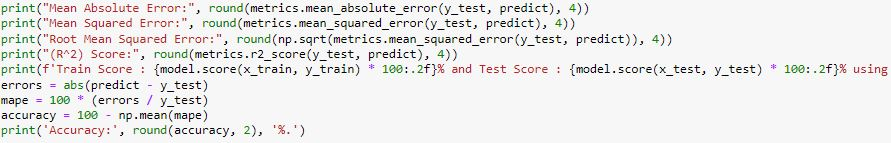 print("Mean Absolute Error:", round(metrics.mean_absolute_error(y_test, predict), 4))
print("Mean Squared Error:", round(metrics.mean_squared_error(y_test, predict), 4))
print("Root Mean Squared Error:", round(np.sqrt(metrics.mean_squared_error(y_test, predict)), 4))
print("(R^2) Score:", round(metrics.r2_score(y_test, predict), 4))
print(f'Train Score : {model.score(x_train, y_train) * 100:.2f}% and Test Score : {model.score(x_test, y_test) * 100:.2f}% using
errors = abs(predict - y_test)
mape = 100 * (errors / y_test)
accuracy = 100 - np.mean(mape)
print('Accuracy:', round(accuracy, 2), '%.')